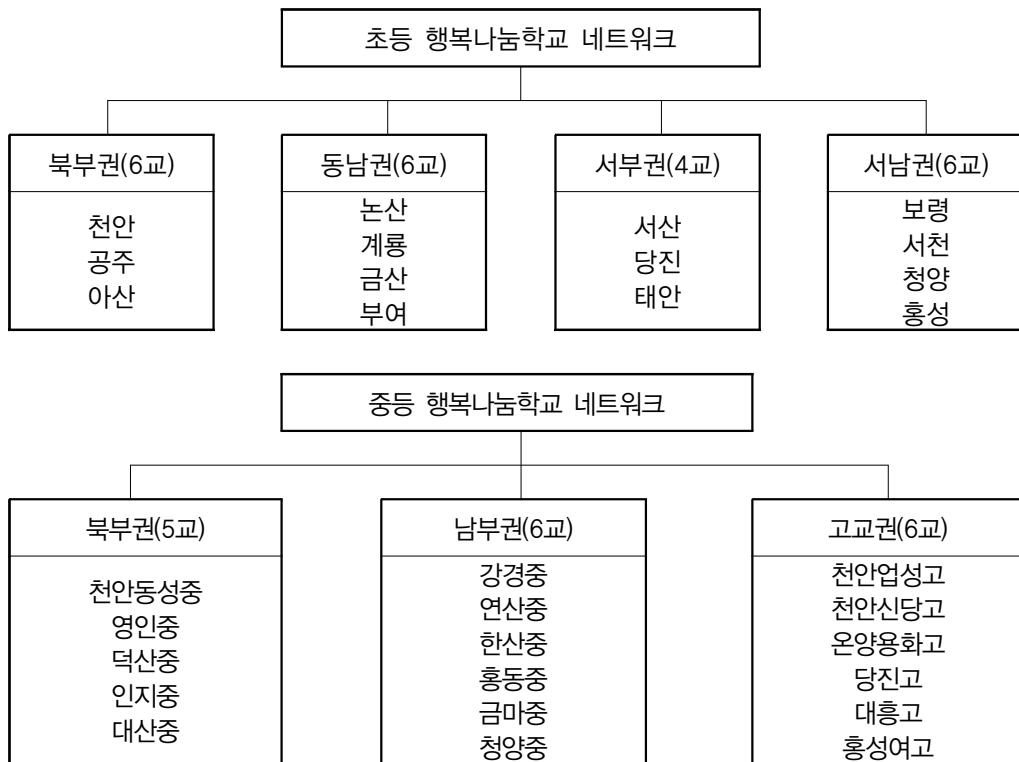 초등 행복나눔학교 네트워크
북부권(6교)
천안
공주
아산
동남권(6교)
논산
계룡
금산
부여
서부권(4교)
서산
당진
태안
서남권(6교)
보령
서천
청양
홍성
중등 행복나눔학교 네트워크
북부권(5교)
천안동성중
영인중
덕산중
인지중
대산중
남부권(6교)
강경중
연산중
한산중
홍동중
금마중
청양중
고교권(6교)
천안업성고
천안신당고
온양용화고
당진고
대흥고
홍성여고